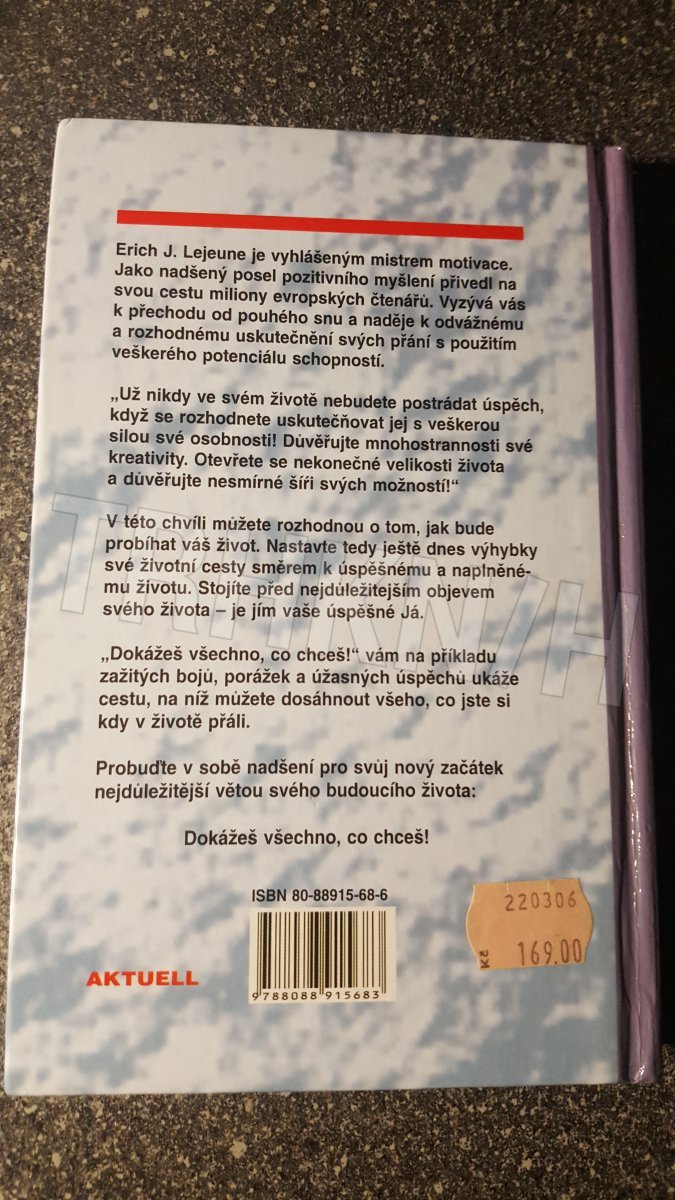 Erich J. Lejeune je vyhlášeným mistrem motivace.
Jako nadšený posel pozitivního myšlení přivedl na
svou cestu miliony evropských čtenářů. Vyzývá vás
k přechodu od pouhého snu a naděje k odvážnému
a rozhodnému uskutečnění svých přání s použitím
veškerého potenciálu schopností.
„Už nikdy ve svém životě nebudete postrádat úspěch,
když se rozhodnete uskutečňovat jej s veškerou
silou své osobnosti! Důvěřujte mnohostrannosti své
kreativity. Otevřete se nekonečné velikosti života
a důvěřujte nesmírné šíři svých možností!“
V této chvíli můžete rozhodnou o tom, jak bude
probíhat váš život. Nastavte tedy ještě dnes výhybky
své životní cesty směrem k úspěšnému a naplněné-
mu životu. Stojíte před nejdůležitejším objevem
svého života – je jím vaše úspěšné Já.
„Dokážeš všechno, co chceš!“ vám na příkladu
zažitých bojů, porážek a úžasných úspěchů ukáže
cestu, na níž můžete dosáhnout všeho, co jste si
kdy v životě přáli.
Probuďte v sobě nadšení pro svůj nový začátek
nejdůležitější větou svého budoucího života:
Dokážeš všechno, co chceš!
ISBN 80-88915-68-6
9788088 915683
AKTUELL
220306
Kč 169.00
TRHKNIH